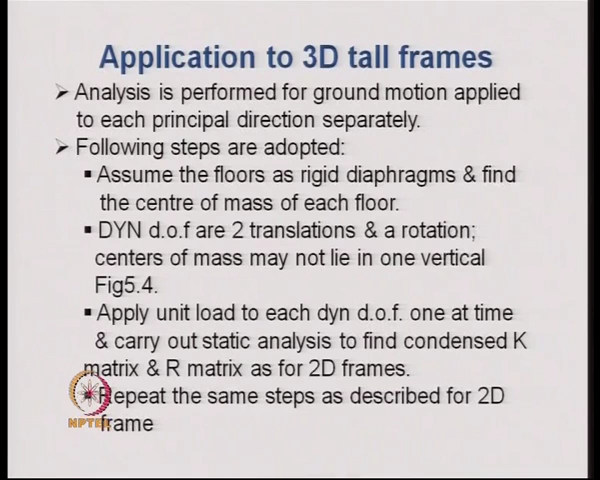 Application to 3D tall frames
➢ Analysis is performed for ground motion applied
to each principal direction separately.
➢ Following steps are adopted:
▪ Assume the floors as rigid diaphragms & find
the centre of mass of each floor.
▪ DYN d.o.f are 2 translations & a rotation;
centers of mass may not lie in one vertical
Fig5.4.
▪ Apply unit load to each dyn d.o.f. one at time
& carry out static analysis to find condensed K
matrix & R matrix as for 2D frames.
▪ Repeat the same steps as described for 2D
frame
NPTEL